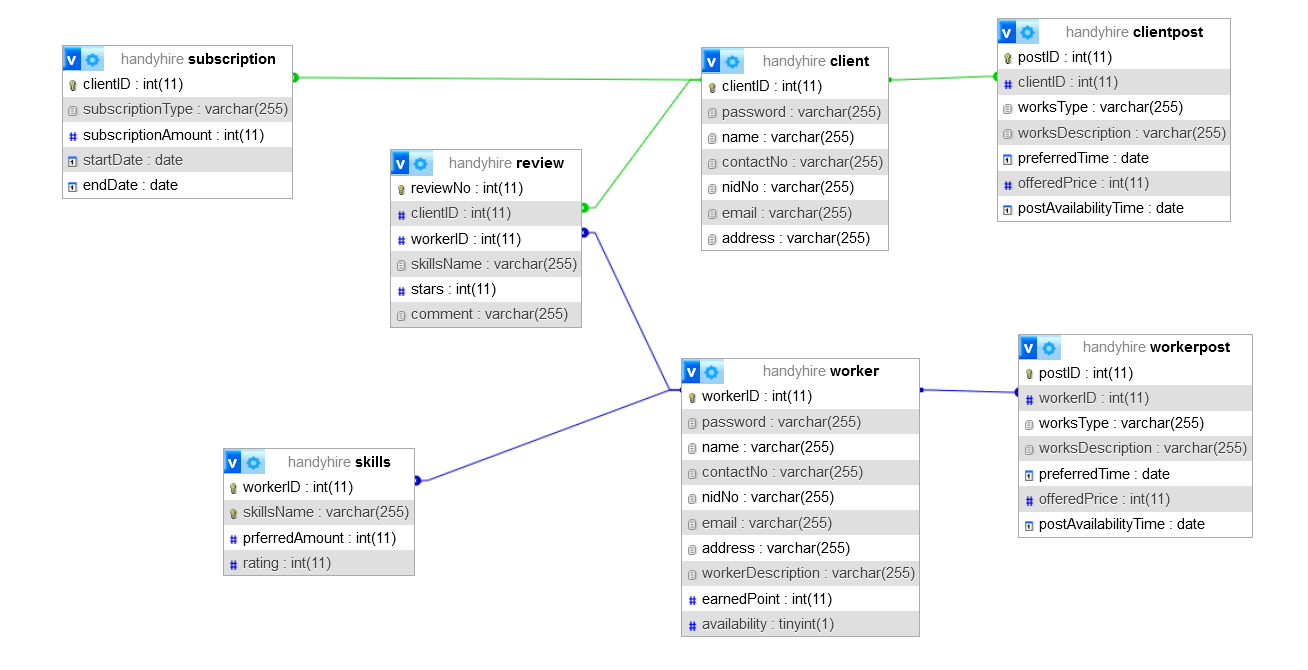 v handyhire subscription
clientID : int(11)
subscriptionType : varchar(255)
subscriptionAmount : int(11)
startDate : date
endDate : date
v handyhire review
reviewNo : int(11)
clientID : int(11)
workerID : int(11)
skillsName : varchar(255)
stars : int(11)
comment : varchar(255)
v handyhire client
clientID : int(11)
password : varchar(255)
name : varchar(255)
contactNo : varchar(255)
nidNo : varchar(255)
email : varchar(255)
address : varchar(255)
v handyhire clientpost
postID : int(11)
clientID : int(11)
worksType : varchar(255)
worksDescription : varchar(255)
preferredTime : date
offeredPrice : int(11)
postAvailabilityTime : date
v handyhire skills
workerID : int(11)
skillsName : varchar(255)
prferredAmount : int(11)
rating : int(11)
v handyhire worker
workerID : int(11)
password : varchar(255)
name : varchar(255)
contactNo : varchar(255)
nidNo : varchar(255)
email : varchar(255)
address : varchar(255)
workerDescription : varchar(255)
earnedPoint : int(11)
availability : tinyint(1)
v handyhire workerpost
postID : int(11)
workerID : int(11)
worksType : varchar(255)
worksDescription : varchar(255)
preferredTime : date
offeredPrice : int(11)
postAvailabilityTime : date